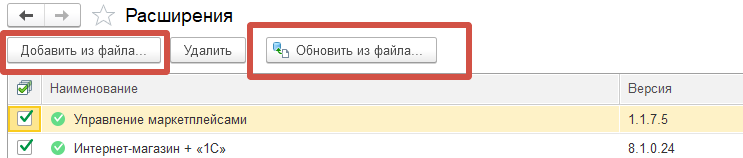 Расширения
Добавить из файла... Удалить Обновить из файла...
Наименование Версия
Управление маркетплейсами 1.1.7.5
Интернет-магазин + «1С» 8.1.0.24